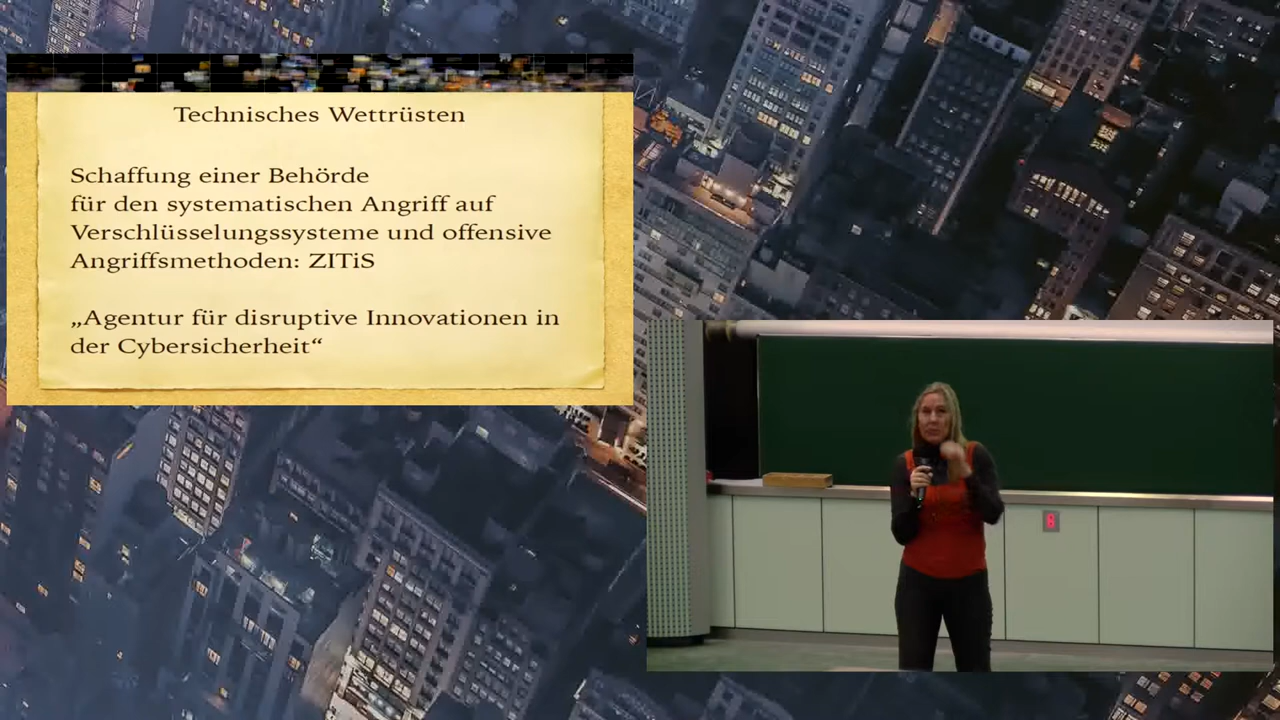 Technisches Wettrüsten
Schaffung einer Behörde
für den systematischen Angriff auf
Verschlüsselungssysteme und offensive
Angriffsmethoden: ZITiS
„Agentur für disruptive Innovationen in
der Cybersicherheit“